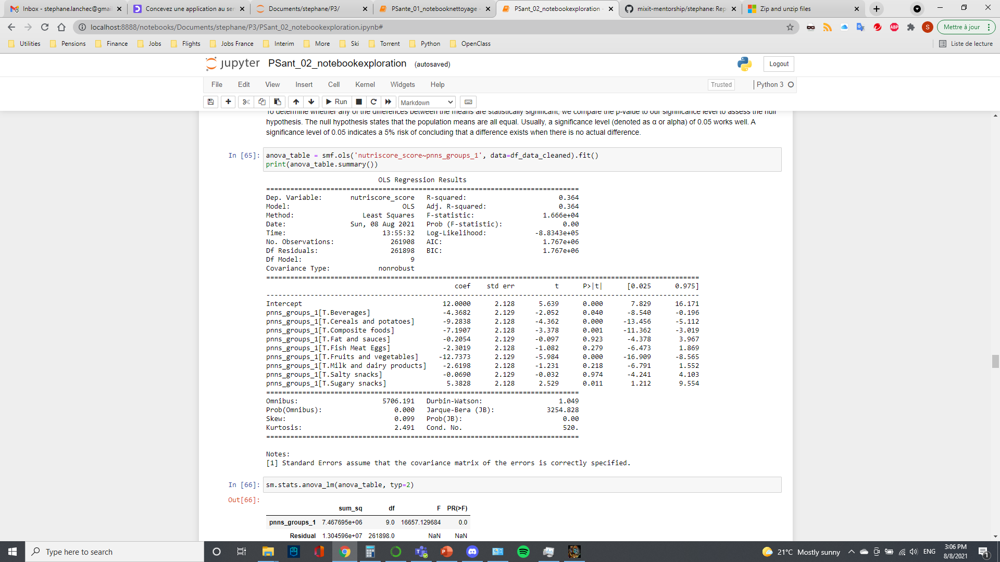 Inbox - stephane.lanchec@gmai
Concevez une application au ser
Documents/stephane/P3/
PSante_01_notebooknettoyage -
PSant_02_notebookexploration -
mixit-mentorship/stephane: Rep
Zip and unzip files
localhost:8888/notebooks/Documents/stephane/P3/PSant_02_notebookexploration.ipynb#
ABP
S
Mettre à jour
Utilities
Pensions
Finance
Jobs
Flights
Jobs France
Interim
More
Ski
Torrent
Python
OpenClass
Liste de lecture
jupyter PSant_02_notebookexploration (autosaved)
Logout
File Edit View Insert Cell Kernel Widgets Help
Trusted
Python 3
Run
Markdown
To determine whether any of the differences between the means are statistically significant, we compare the p-value to our significance level to assess the null
hypothesis. The null hypothesis states that the population means are all equal. Usually, a significance level (denoted as α or alpha) of 0.05 works well. A
significance level of 0.05 indicates a 5% risk of concluding that a difference exists when there is no actual difference.
In [65]: anova_table = smf.ols('nutriscore_score~pnns_groups_1', data=df_data_cleaned).fit()
print(anova_table.summary())
OLS Regression Results
==============================================================================
Dep. Variable: nutriscore_score R-squared: 0.364
Model: OLS Adj. R-squared: 0.364
Method: Least Squares F-statistic: 1.666e+04
Date: Sun, 08 Aug 2021 Prob (F-statistic): 0.00
Time: 13:55:32 Log-Likelihood: -8.8343e+05
No. Observations: 261908 AIC: 1.767e+06
Df Residuals: 261898 BIC: 1.767e+06
Df Model: 9
Covariance Type: nonrobust
============================================================================================================
coef std err t P>|t| [0.025 0.975]
------------------------------------------------------------------------------------------------------------
Intercept 12.0000 2.128 5.639 0.000 7.829 16.171
pnns_groups_1[T.Beverages] -4.3682 2.129 -2.052 0.040 -8.540 -0.196
pnns_groups_1[T.Cereals and potatoes] -9.2838 2.128 -4.362 0.000 -13.456 -5.112
pnns_groups_1[T.Composite foods] -7.1907 2.128 -3.378 0.001 -11.362 -3.019
pnns_groups_1[T.Fat and sauces] -0.2054 2.129 -0.097 0.923 -4.378 3.967
pnns_groups_1[T.Fish Meat Eggs] -2.3019 2.128 -1.082 0.279 -6.473 1.869
pnns_groups_1[T.Fruits and vegetables] -12.7373 2.129 -5.984 0.000 -16.909 -8.565
pnns_groups_1[T.Milk and dairy products] -2.6198 2.128 -1.231 0.218 -6.791 1.552
pnns_groups_1[T.Salty snacks] -0.0690 2.129 -0.032 0.974 -4.241 4.103
pnns_groups_1[T.Sugary snacks] 5.3828 2.128 2.529 0.011 1.212 9.554
==============================================================================
Omnibus: 5706.191 Durbin-Watson: 1.049
Prob(Omnibus): 0.000 Jarque-Bera (JB): 3254.828
Skew: 0.099 Prob(JB): 0.00
Kurtosis: 2.491 Cond. No. 520.
==============================================================================
Notes:
[1] Standard Errors assume that the covariance matrix of the errors is correctly specified.
In [66]: sm.stats.anova_lm(anova_table, typ=2)
Out[66]:
sum_sq df F PR(>F)
pnns_groups_1 7.467695e+06 9.0 16657.129684 0.0
Residual 1.304596e+07 261898.0 NaN NaN
Type here to search
21°C Mostly sunny
ENG
3:06 PM
8/8/2021
1